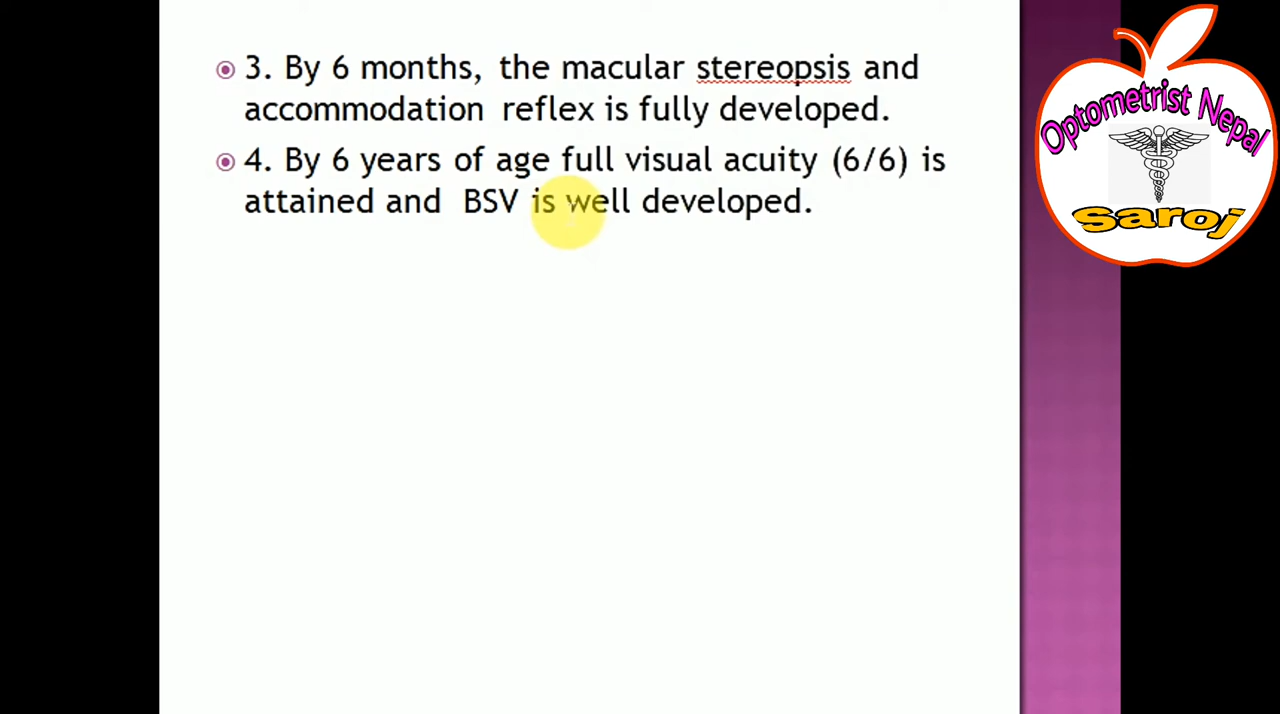 3. By 6 months, the macular stereopsis and
accommodation reflex is fully developed.
4. By 6 years of age full visual acuity (6/6) is
attained and BSV is well developed.
Optometrist Nepal
Saroj